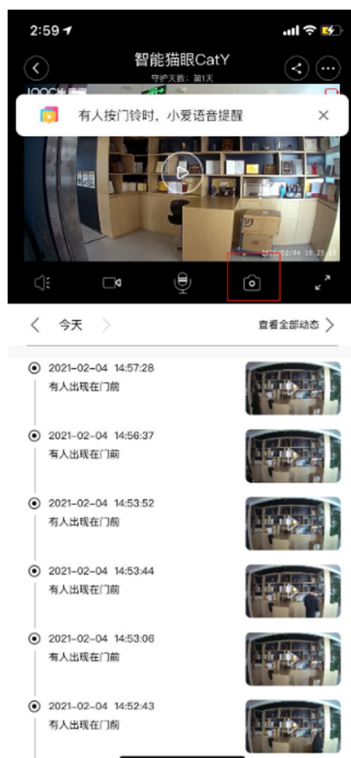 2:59
智能猫眼CatY
守护天数：第1天
有人按门铃时，小爱语音提醒
今天
查看全部动态
2021-02-04 14:57:28
有人出现在门前
2021-02-04 14:56:37
有人出现在门前
2021-02-04 14:53:52
有人出现在门前
2021-02-04 14:53:44
有人出现在门前
2021-02-04 14:53:06
有人出现在门前
2021-02-04 14:52:43
有人出现在门前